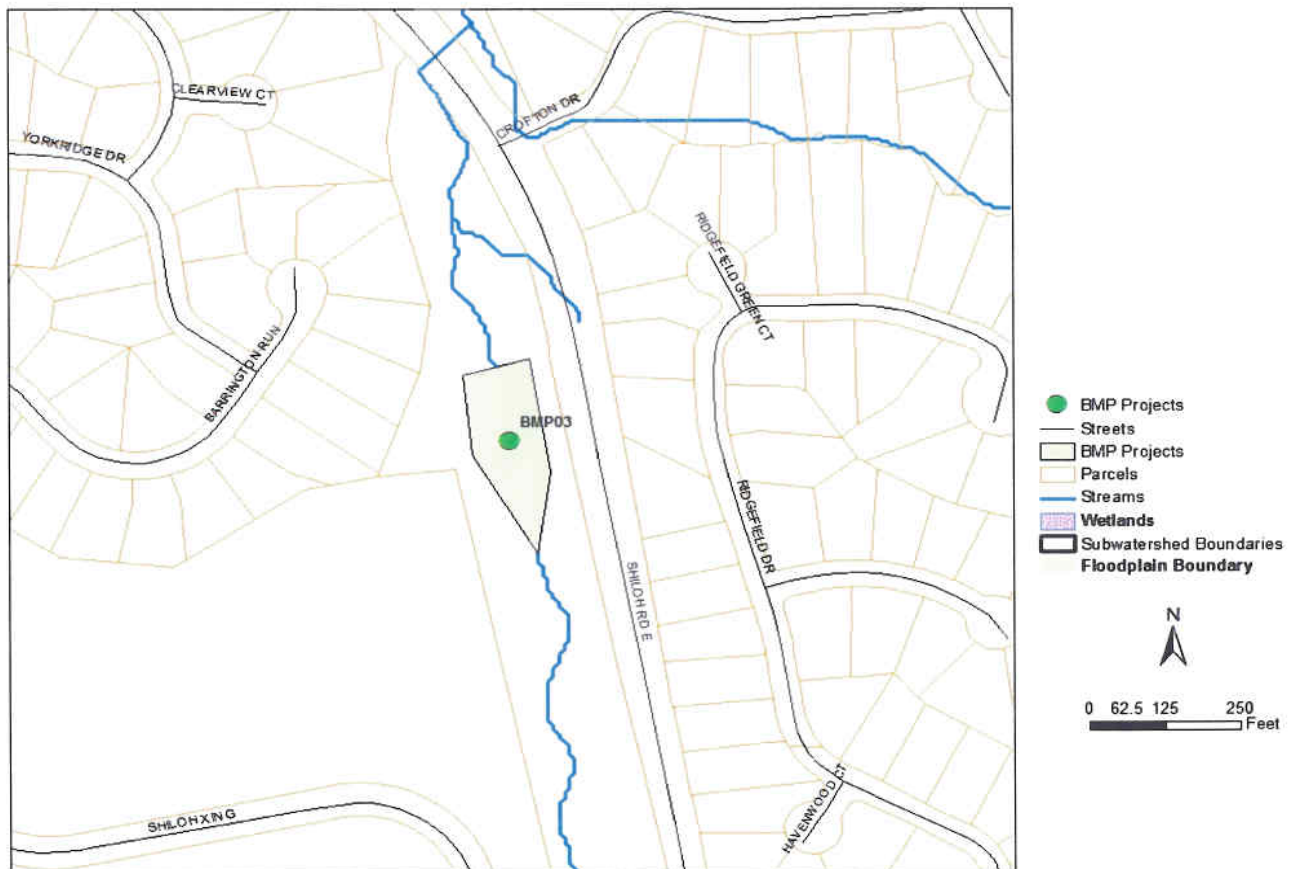 CLEARVIEW CT
CROFTON DR
YORKRIDGE DR
RIDGEFIELD GREEN CT
BARRINGTON RUN
BMP03
RIDGEFIELD DR
SHILOH RD E
SHILOH XING
HAVENWOOD CT
BMP Projects
Streets
BMP Projects
Parcels
Streams
Wetlands
Subwatershed Boundaries
Floodplain Boundary
N
0 62.5 125 250
Feet